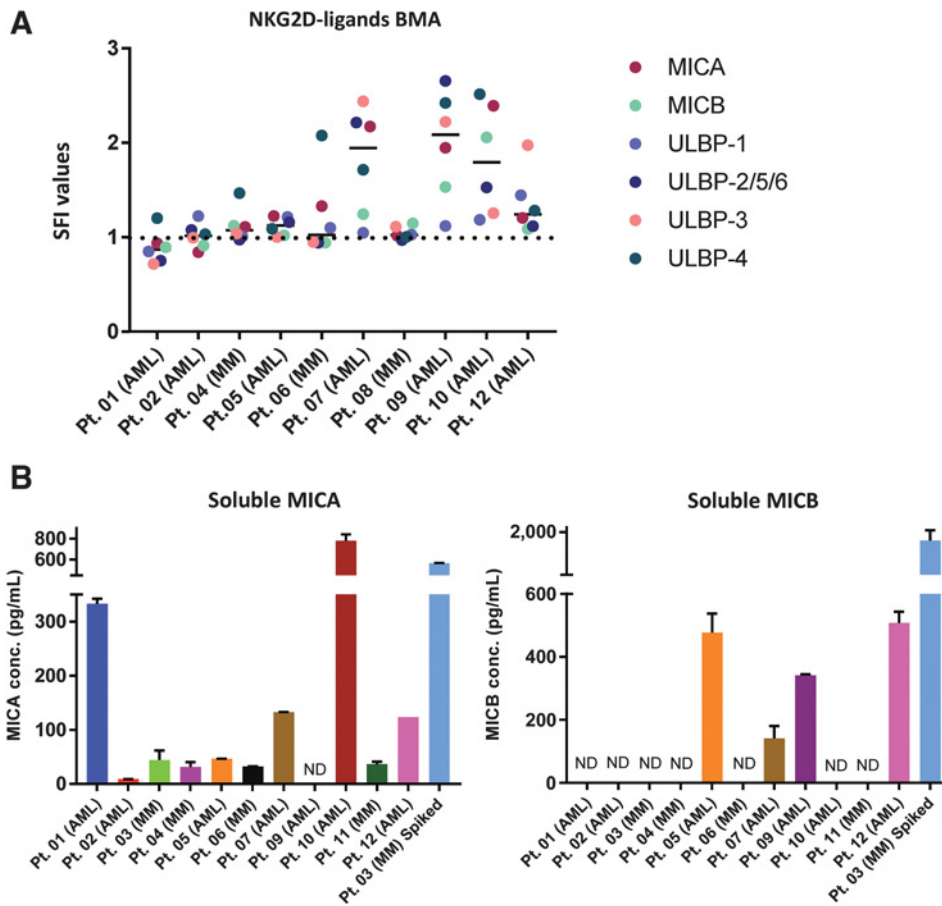 A
NKG2D-ligands BMA
SFI values
3
2
1
0
Pt. 01 (AML)
Pt. 02 (AML)
Pt. 04 (MM)
Pt.05 (AML)
Pt. 06 (MM)
Pt. 07 (AML)
Pt. 08 (MM)
Pt. 09 (AML)
Pt. 10 (AML)
Pt. 12 (AML)
MICA
MICB
ULBP-1
ULBP-2/5/6
ULBP-3
ULBP-4
B
Soluble MICA
MICA conc. (pg/mL)
800
600
300
200
100
0
ND
Pt. 01 (AML)
Pt. 02 (AML)
Pt. 03 (MM)
Pt. 04 (MM)
Pt. 05 (AML)
Pt. 06 (MM)
Pt. 07 (AML)
Pt. 09 (AML)
Pt. 10 (AML)
Pt. 11 (MM)
Pt. 12 (AML)
Pt. 03 (MM) Spiked
Soluble MICB
MICB conc. (pg/mL)
2,000
600
400
200
0
ND ND ND ND ND ND ND
Pt. 01 (AML)
Pt. 02 (AML)
Pt. 03 (MM)
Pt. 04 (MM)
Pt. 05 (AML)
Pt. 06 (MM)
Pt. 07 (AML)
Pt. 09 (AML)
Pt. 10 (AML)
Pt. 11 (MM)
Pt. 12 (AML)
Pt. 03 (MM) Spiked